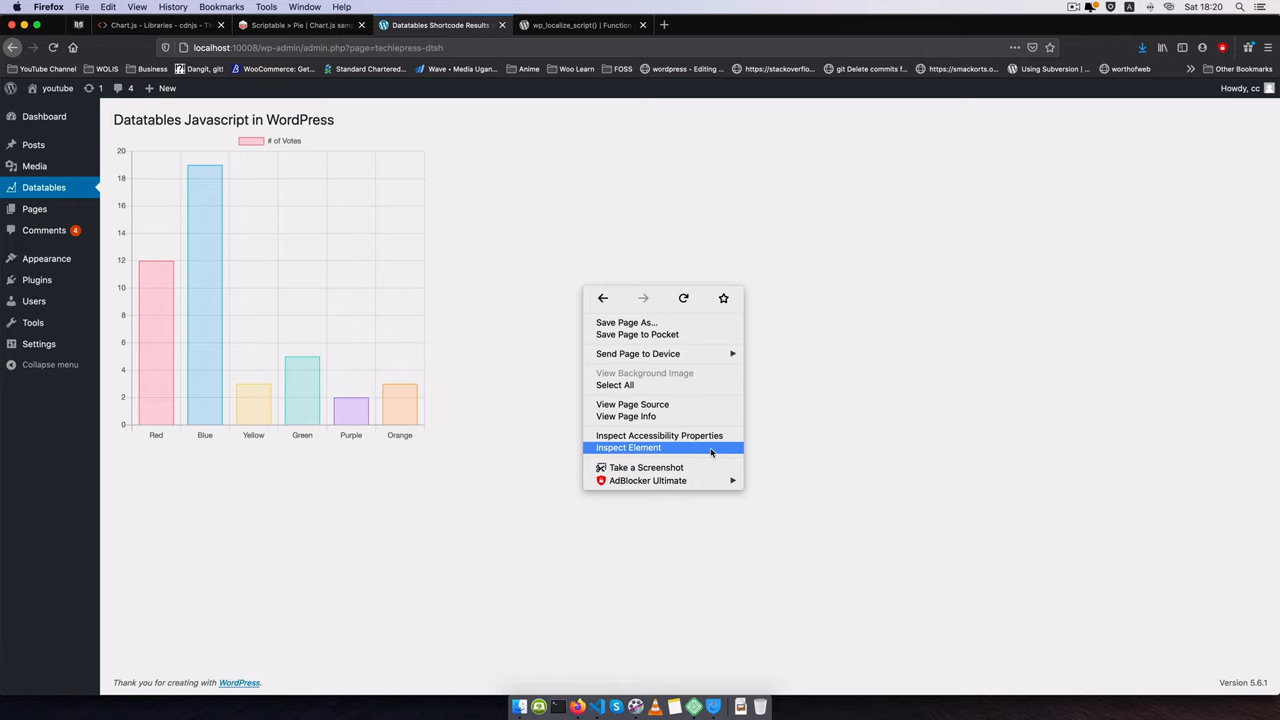 Firefox File Edit View History Bookmarks Tools Window Help Sat 18:20
Chart.js - Libraries - cdnjs - Th
Scriptable > Pie | Chart.js sam
Datatables Shortcode Results
wp_localize_script() | Function
localhost:10008/wp-admin/admin.php?page=techiepress-dtsh
YouTube Channel WOLIS Business Dangit, git! WooCommerce: Get... Standard Chartered... Wave • Media Ugan... Anime Woo Learn FOSS wordpress - Editing ... https://stackoverflo... git Delete commits f... https://smackorts.o... Using Subversion | ... worthofweb Other Bookmarks
youtube 1 4 New Howdy, cc
Dashboard
Posts
Media
Datatables
Pages
Comments 4
Appearance
Plugins
Users
Tools
Settings
Collapse menu
Datatables Javascript in WordPress
# of Votes
20
18
16
14
12
10
8
6
4
2
0
Red Blue Yellow Green Purple Orange
Save Page As...
Save Page to Pocket
Send Page to Device
View Background Image
Select All
View Page Source
View Page Info
Inspect Accessibility Properties
Inspect Element
Take a Screenshot
AdBlocker Ultimate
Thank you for creating with WordPress. Version 5.6.1